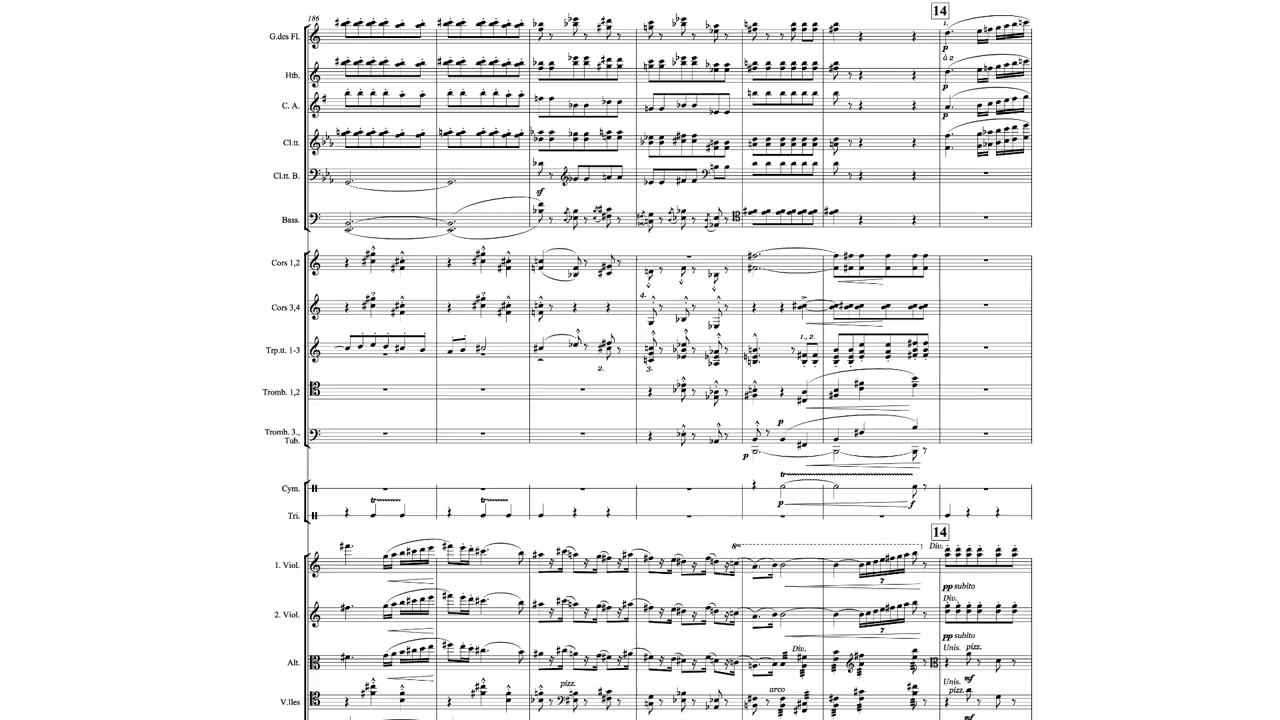 186
14
G.des Fl.
1.
p
Htb.
à 2
p
C. A.
p
Cl.tt.
Cl.tt B.
sf
Bass.
Cors 1,2
Cors 3,4
4.
Trp.tt. 1-3
2.
3.
1., 2.
Tromb. 1,2
Tromb. 3.,
Tub.
p
p
Cym.
tr
p
f
Tri.
tr
tr
14
1. Viol.
8va
7
Div.
pp subito
2. Viol.
7
Div.
pp subito
Alt.
Div.
Unis. pizz.
mf
V.lles
pizz.
arco
Unis.
pizz.
mf